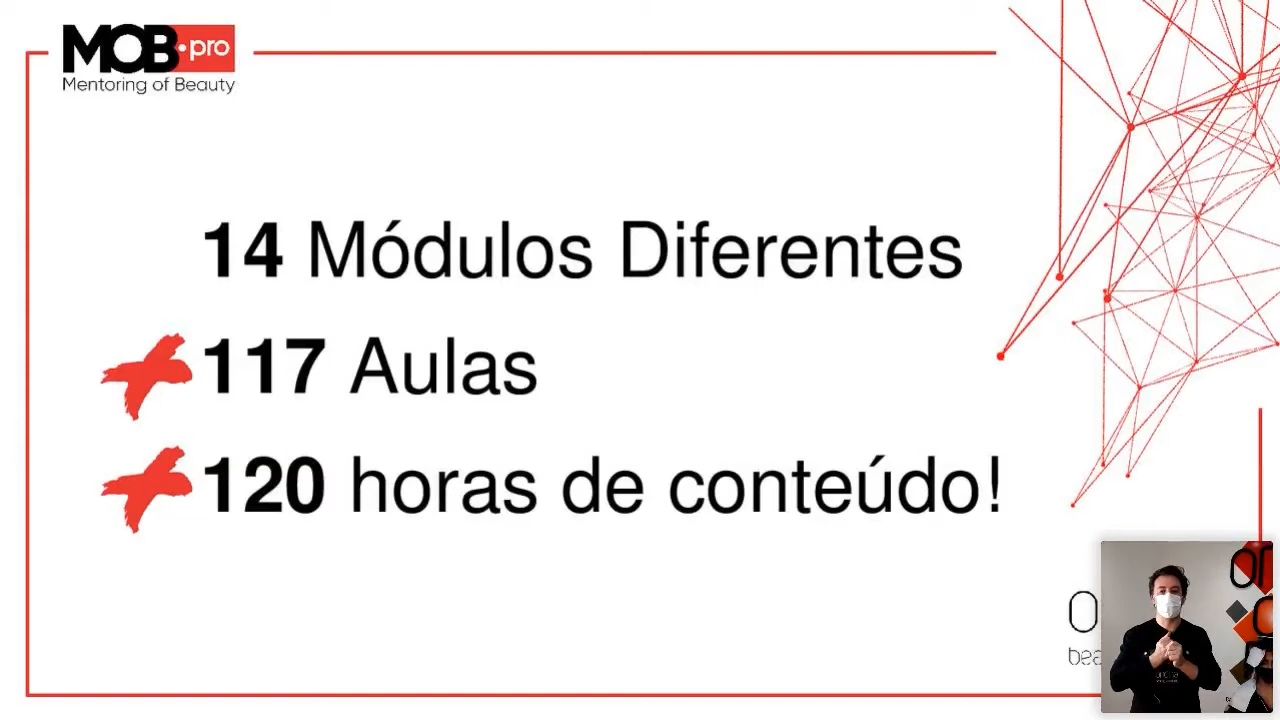 MOB.pro
Mentoring of Beauty
14 Módulos Diferentes
117 Aulas
120 horas de conteúdo!